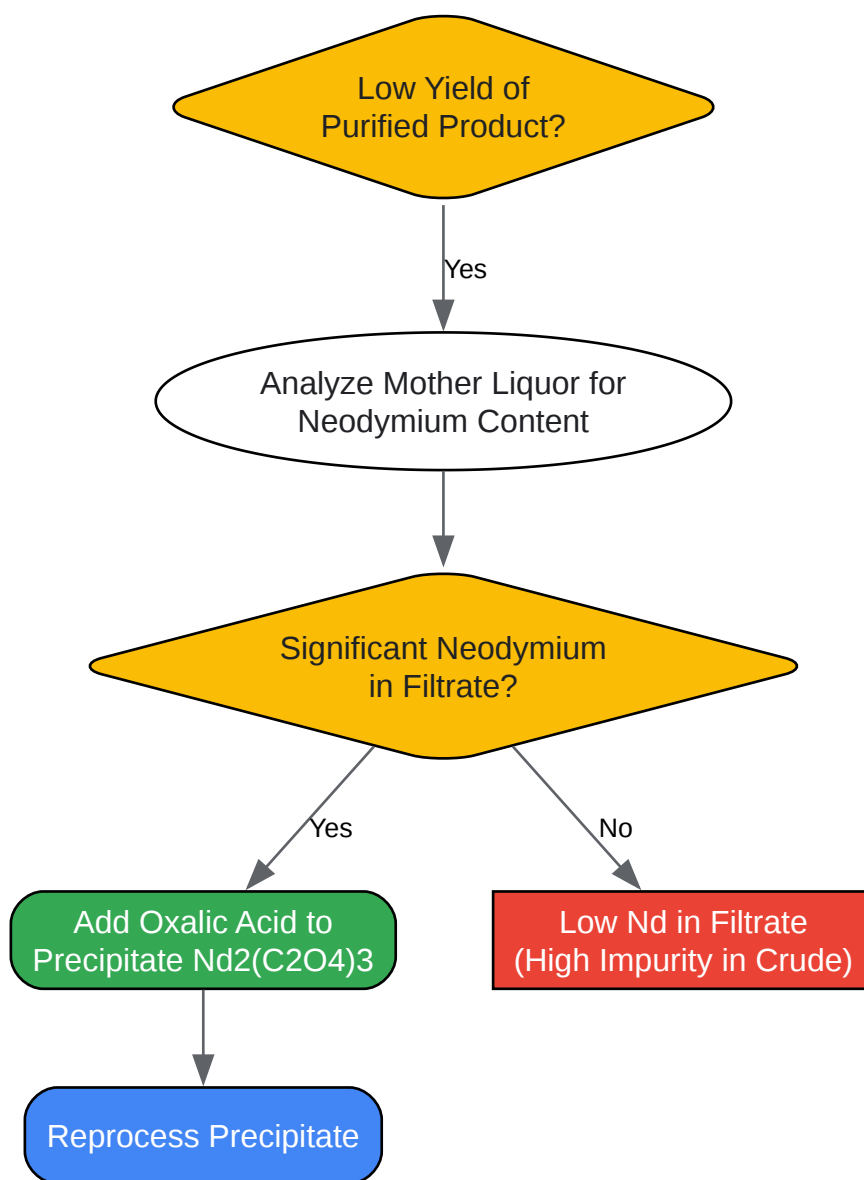 Low Yield of
Purified Product?
Yes
Analyze Mother Liquor for
Neodymium Content
Significant Neodymium
in Filtrate?
Yes
No
Add Oxalic Acid to
Precipitate Nd2(C2O4)3
Low Nd in Filtrate
(High Impurity in Crude)
Reprocess Precipitate